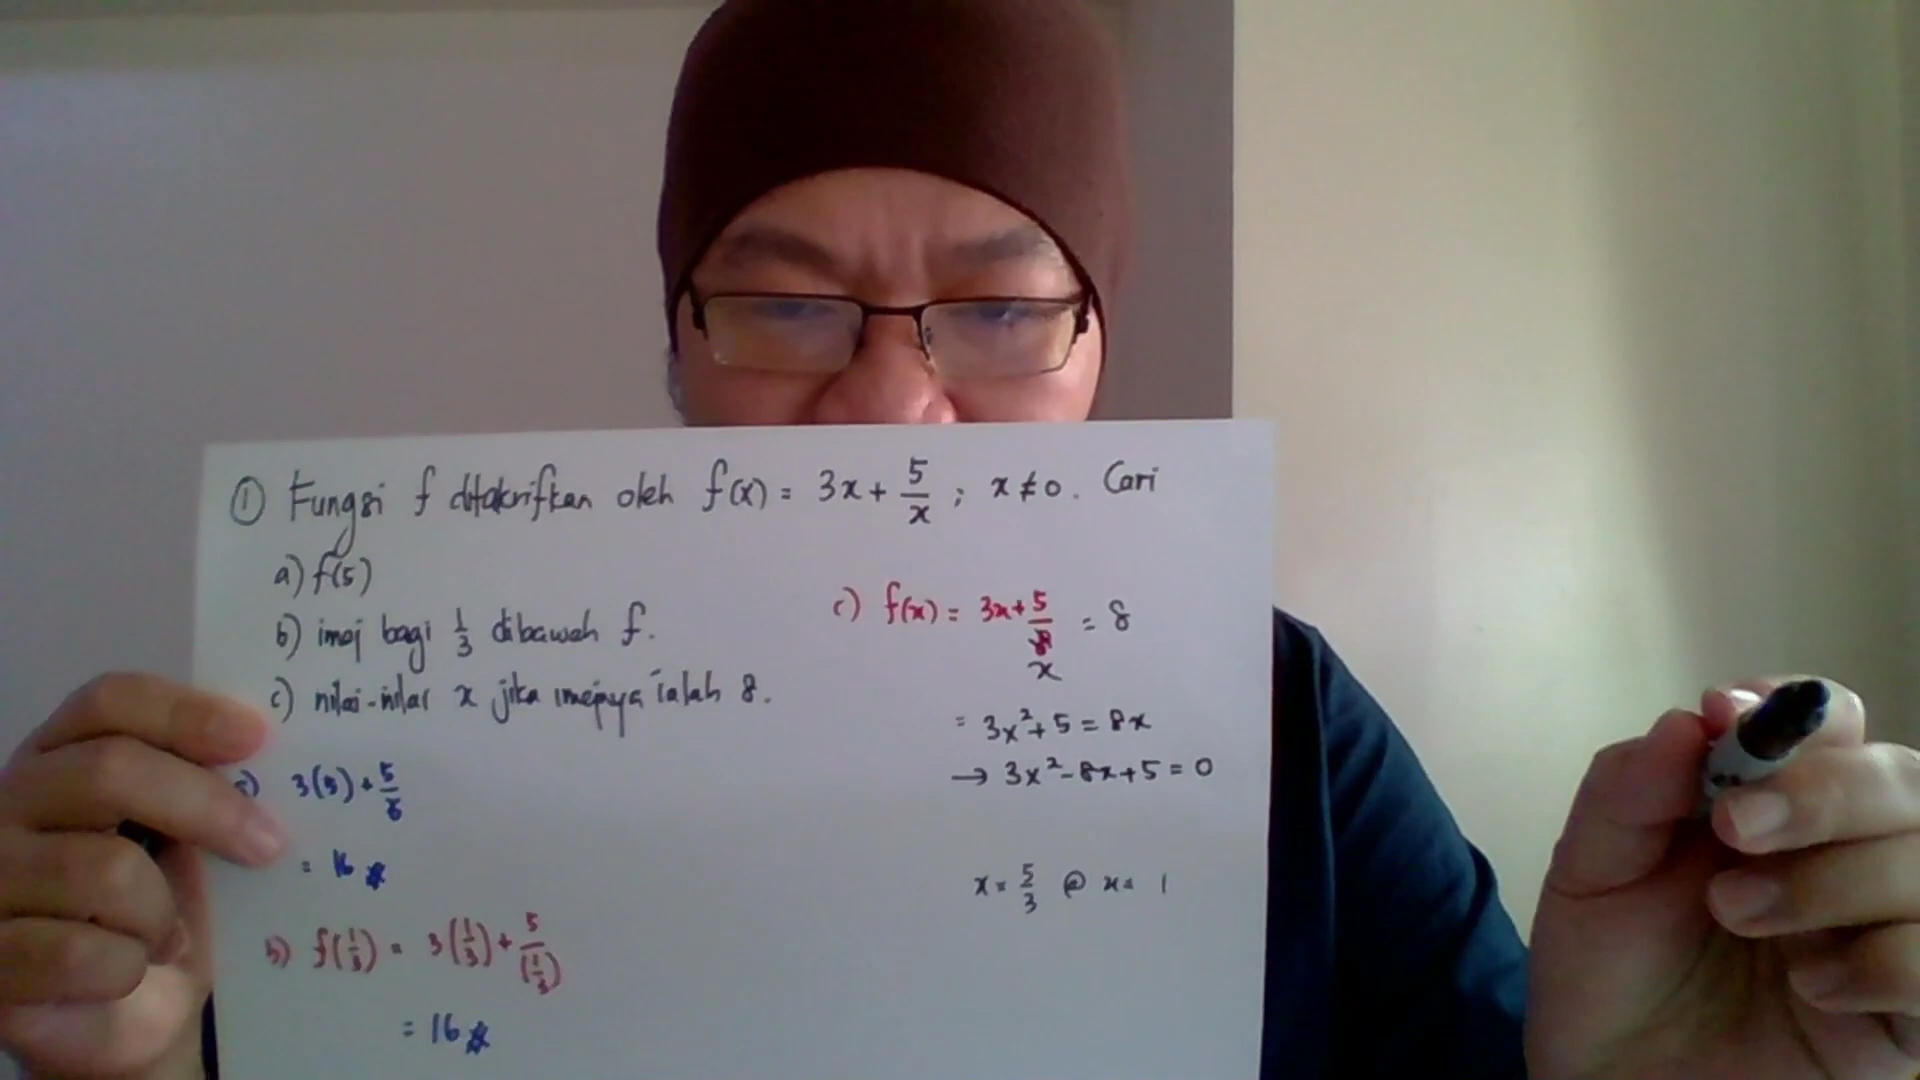 ① Fungsi f ditakrifkan oleh f(x) = 3x + 5/x ; x ≠ 0. Cari
a) f(5)
b) imej bagi 1/3 dibawah f.
c) nilai-nilai x jika imejnya ialah 8.
a) 3(5) + 5/5
= 16
b) f(1/3) = 3(1/3) + 5/(1/3)
= 16
c) f(x) = 3x + 5/x = 8
= 3x² + 5 = 8x
→ 3x² - 8x + 5 = 0
x = 5/3 @ x = 1